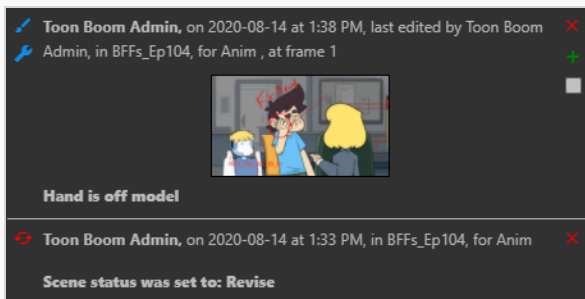 Toon Boom Admin, on 2020-08-14 at 1:38 PM, last edited by Toon Boom
Admin, in BFFs_Ep104, for Anim , at frame 1
Hand is off model
Toon Boom Admin, on 2020-08-14 at 1:33 PM, in BFFs_Ep104, for Anim
Scene status was set to: Revise